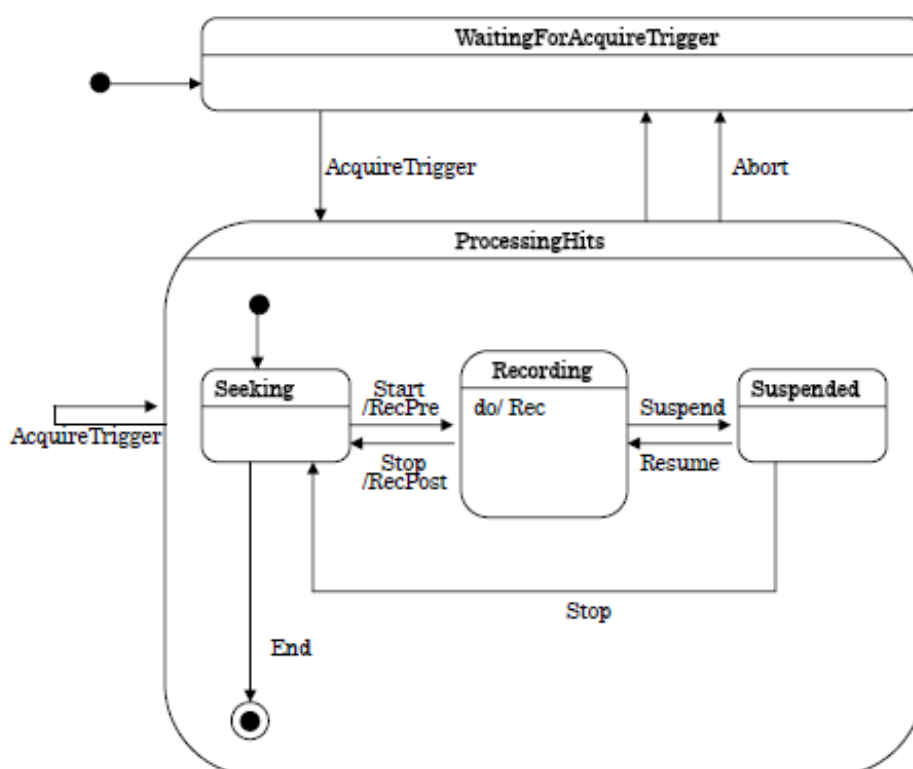 WaitingForAcquireTrigger
AcquireTrigger
Abort
ProcessingHits
Seeking
Start
/RecPre
Stop
/RecPost
Recording
do/ Rec
Suspend
Resume
Suspended
AcquireTrigger
Stop
End